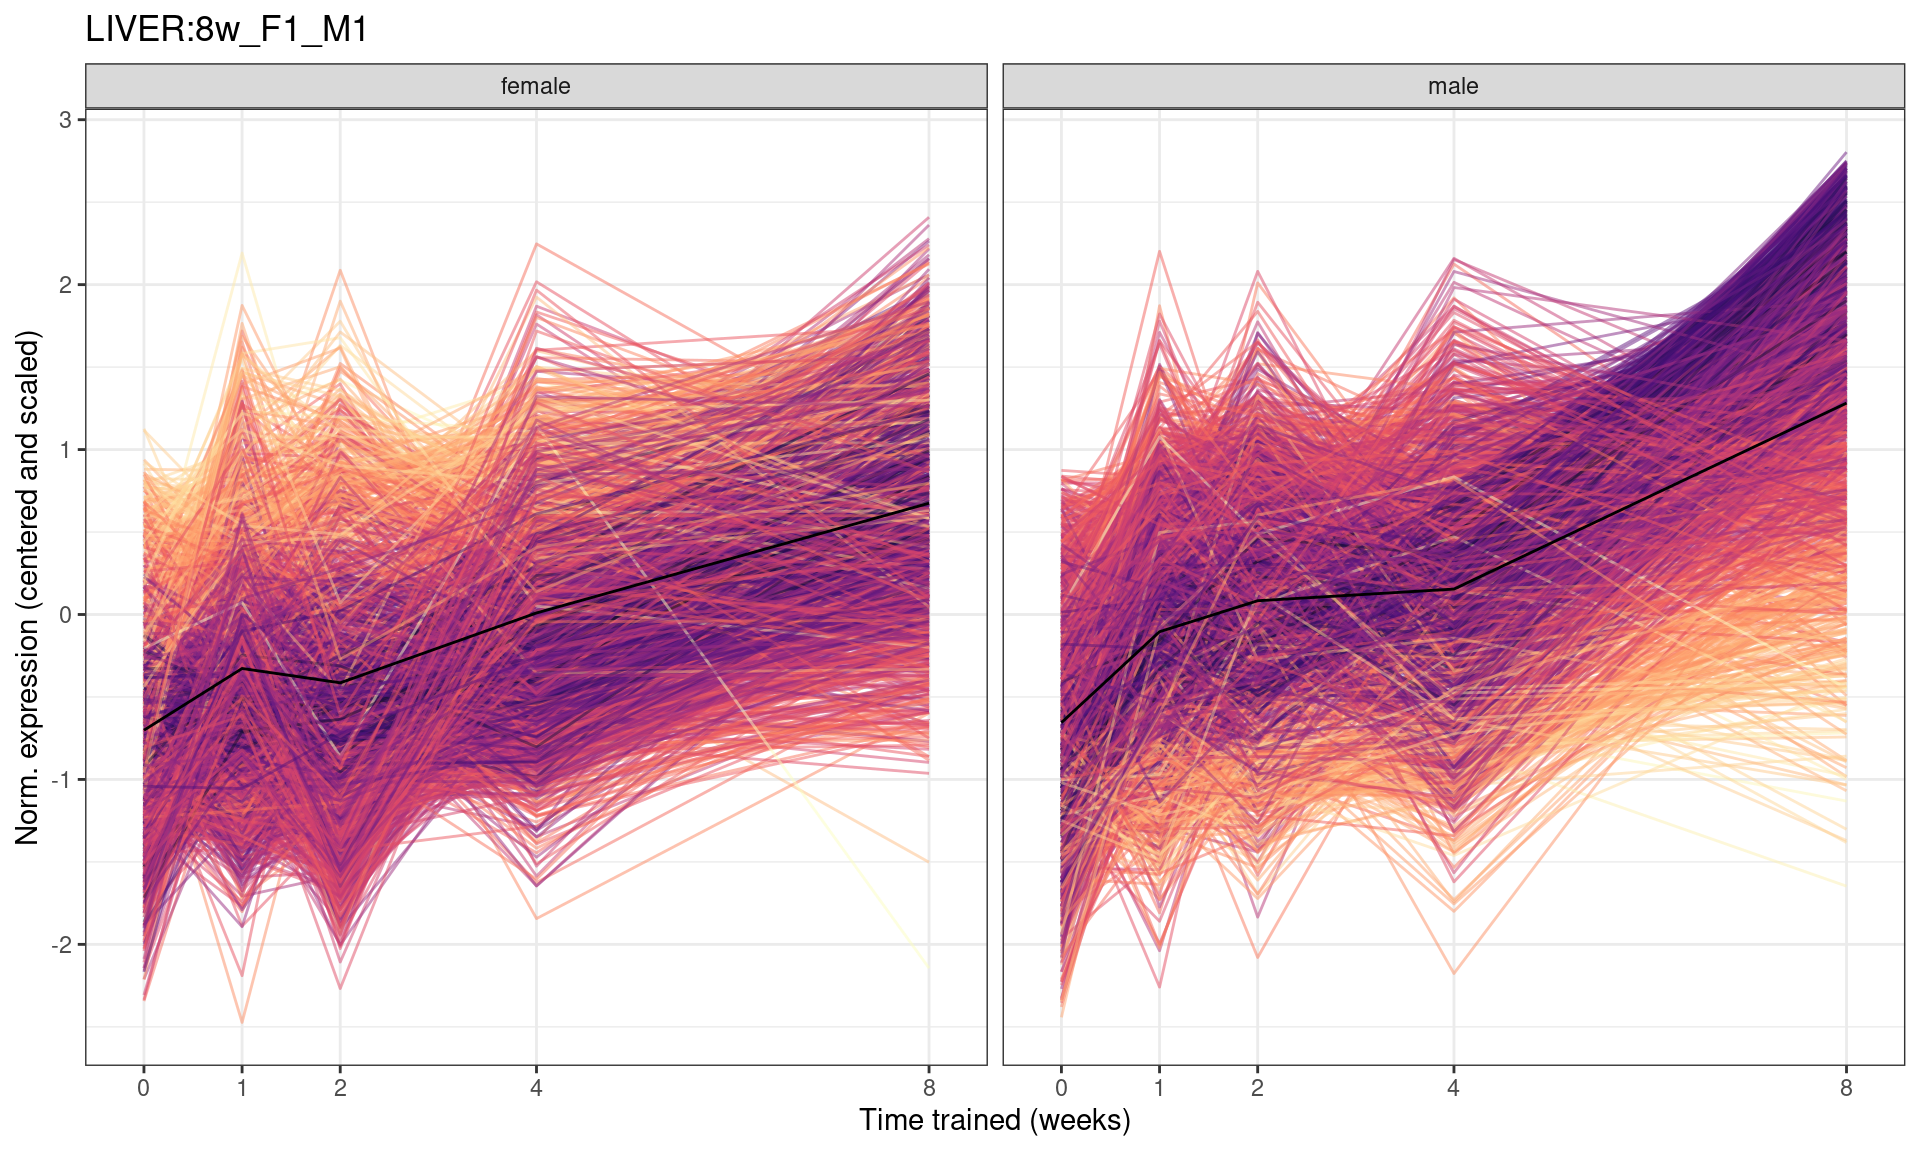 LIVER:8w_F1_M1
female
male
Norm. expression (centered and scaled)
3
2
1
0
-1
-2
0 1 2 4 8
0 1 2 4 8
Time trained (weeks)